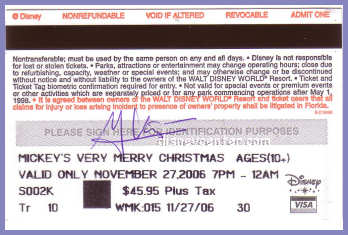 © Disney NONREFUNDABLE VOID IF ALTERED REVOCABLE ADMIT ONE
Nontransferable; must be used by the same person on any and all days. • Disney is not responsible
for lost or stolen tickets. • Parks, attractions or entertainment may change operating hours; close due
to refurbishing, capacity, weather or special events; and may otherwise change or be discontinued
without notice and without liability to the owners of the WALT DISNEY WORLD® Resort. • Ticket and
Ticket Tag biometric confirmation required for entry. • Not valid for special events or premium events
or other activities which are separately priced or for any park commencing operations after May 1,
1998. • It is agreed between owners of the WALT DISNEY WORLD® Resort and ticket user that all
claims for injury or loss arising from presence at owners' property shall be litigated in Florida.
PLEASE SIGN HERE FOR IDENTIFICATION PURPOSES
MICKEY'S VERY MERRY CHRISTMAS AGES(10+)
VALID ONLY NOVEMBER 27,2006 7PM - 12AM
S002K $45.95 Plus Tax Disney
Tr 10 WMK:015 11/27/06 30 VISA